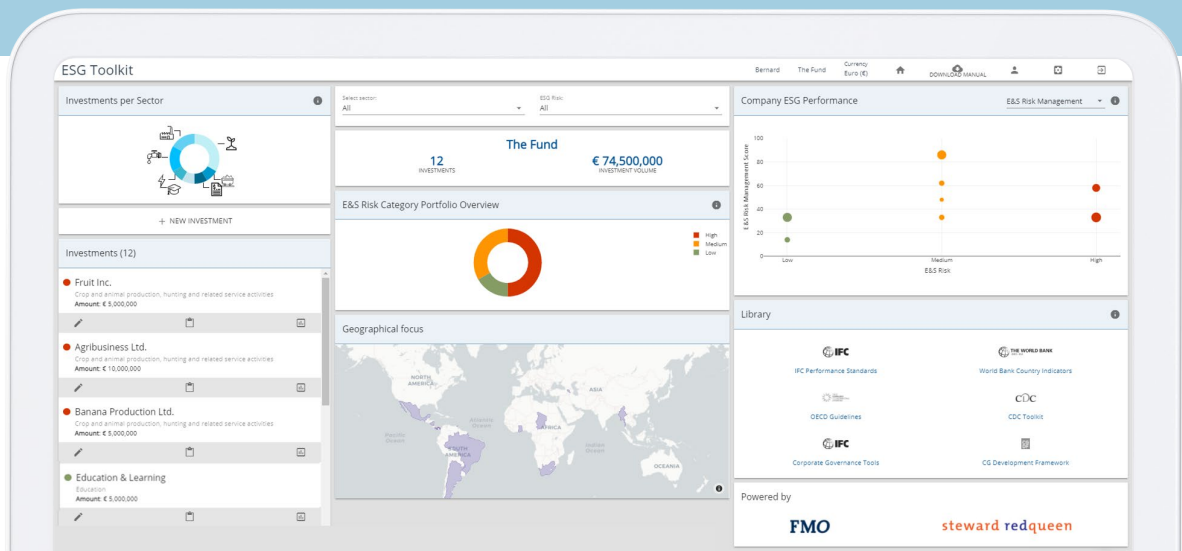 ESG Toolkit
Bernard
The Fund
Currency
Euro (€)
DOWNLOAD MANUAL
Investments per Sector
+ NEW INVESTMENT
Investments (12)
Fruit Inc.
Crop and animal production, hunting and related service activities
Amount: € 5,000,000
Agribusiness Ltd.
Crop and animal production, hunting and related service activities
Amount: € 10,000,000
Banana Production Ltd.
Crop and animal production, hunting and related service activities
Amount: € 5,000,000
Education & Learning
Education
Amount: € 5,000,000
Select sector:
All
ESG Risk:
All
The Fund
12
INVESTMENTS
€ 74,500,000
INVESTMENT VOLUME
E&S Risk Category Portfolio Overview
High
Medium
Low
Geographical focus
NORTH
AMERICA
ASIA
Atlantic
Ocean
AFRICA
Pacific
Ocean
Indian
Ocean
SOUTH
AMERICA
OCEANIA
Company ESG Performance
E&S Risk Management
E&S Risk Management Score
100
80
60
40
20
0
Low
Medium
High
E&S Risk
Library
IFC
THE WORLD BANK
IFC Performance Standards
World Bank Country Indicators
CDC
OECD Guidelines
CDC Toolkit
IFC
Corporate Governance Tools
CG Development Framework
Powered by
FMO
steward redqueen